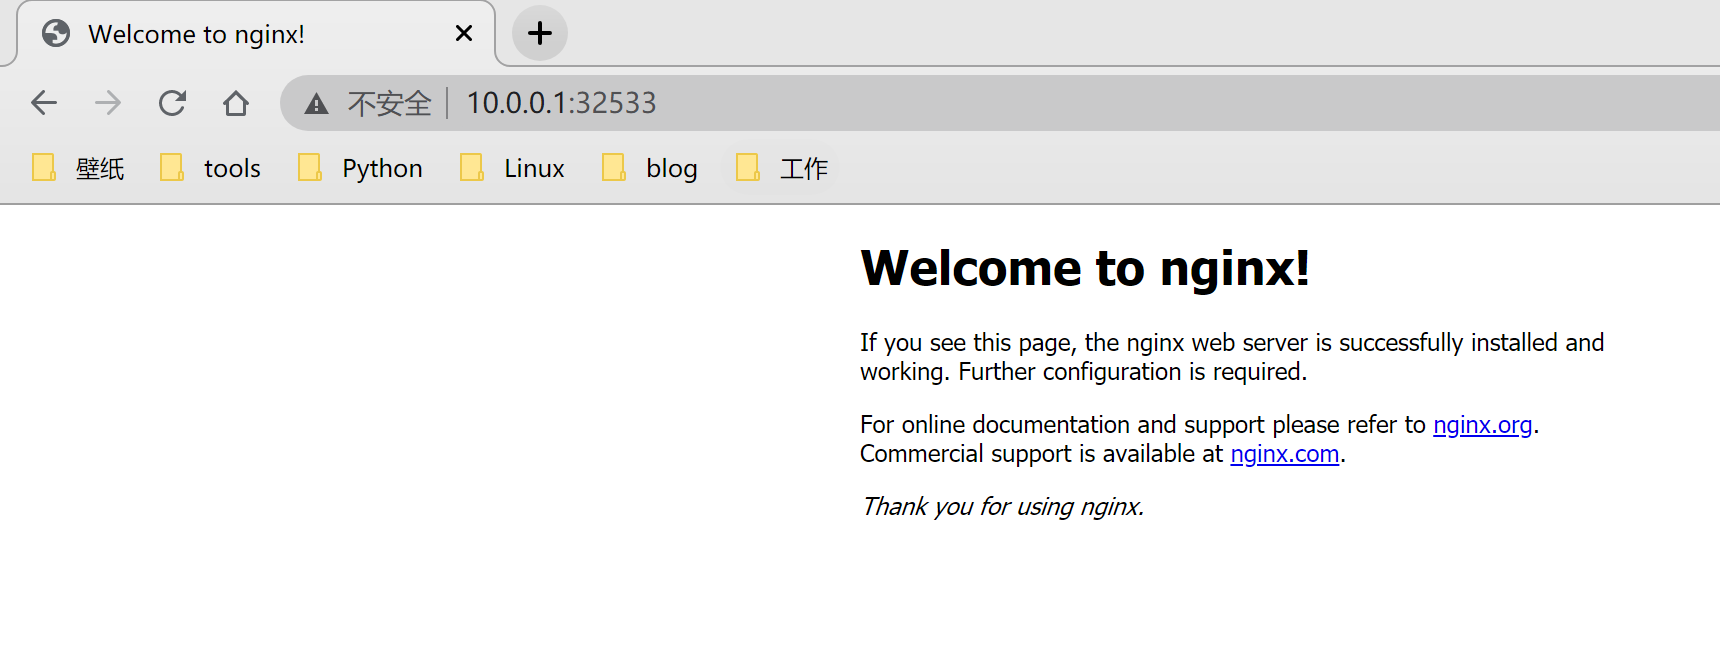 Welcome to nginx!
不安全 10.0.0.1:32533
壁纸 tools Python Linux blog 工作
Welcome to nginx!
If you see this page, the nginx web server is successfully installed and
working. Further configuration is required.
For online documentation and support please refer to nginx.org.
Commercial support is available at nginx.com.
Thank you for using nginx.